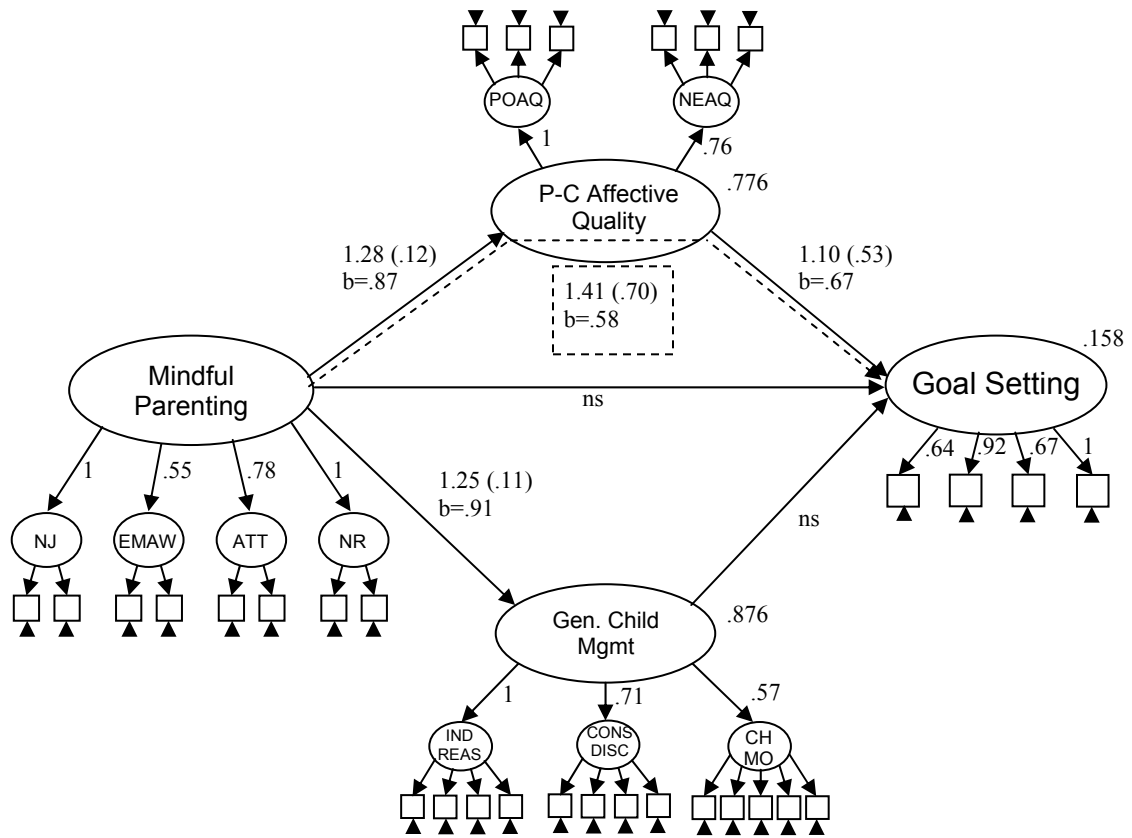 POAQ
NEAQ
1
.76
P-C Affective
Quality
.776
1.28 (.12)
b=.87
1.10 (.53)
b=.67
1.41 (.70)
b=.58
Mindful
Parenting
.158
Goal Setting
ns
1
.55
.78
1
.64
.92
.67
1
1.25 (.11)
b=.91
ns
NJ
EMAW
ATT
NR
Gen. Child
Mgmt
.876
1
.71
.57
IND
REAS
CONS
DISC
CH
MO